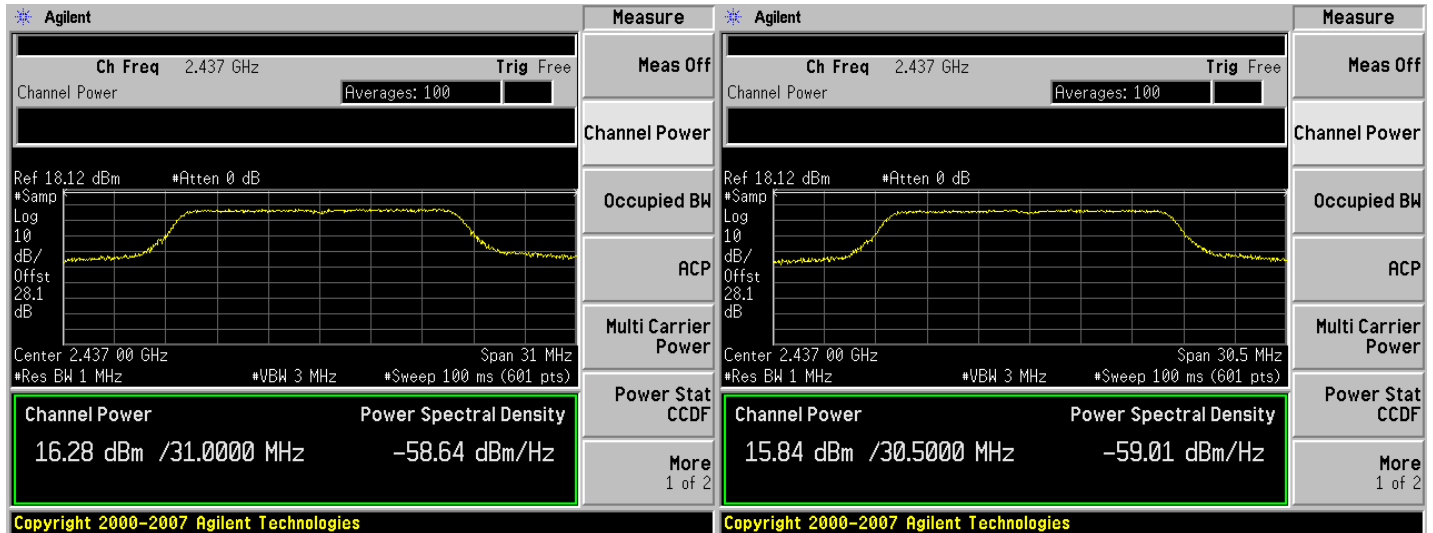 Agilent
Measure
Ch Freq 2.437 GHz Trig Free
Channel Power Averages: 100
Ref 18.12 dBm #Atten 0 dB
#Samp
Log
10
dB/
Offst
28.1
dB
Center 2.437 00 GHz Span 31 MHz
#Res BW 1 MHz #VBW 3 MHz #Sweep 100 ms (601 pts)
Channel Power Power Spectral Density
16.28 dBm /31.0000 MHz -58.64 dBm/Hz
Copyright 2000-2007 Agilent Technologies
Meas Off
Channel Power
Occupied BW
ACP
Multi Carrier
Power
Power Stat
CCDF
More
1 of 2
Agilent
Measure
Ch Freq 2.437 GHz Trig Free
Channel Power Averages: 100
Ref 18.12 dBm #Atten 0 dB
#Samp
Log
10
dB/
Offst
28.1
dB
Center 2.437 00 GHz Span 30.5 MHz
#Res BW 1 MHz #VBW 3 MHz #Sweep 100 ms (601 pts)
Channel Power Power Spectral Density
15.84 dBm /30.5000 MHz -59.01 dBm/Hz
Copyright 2000-2007 Agilent Technologies
Meas Off
Channel Power
Occupied BW
ACP
Multi Carrier
Power
Power Stat
CCDF
More
1 of 2